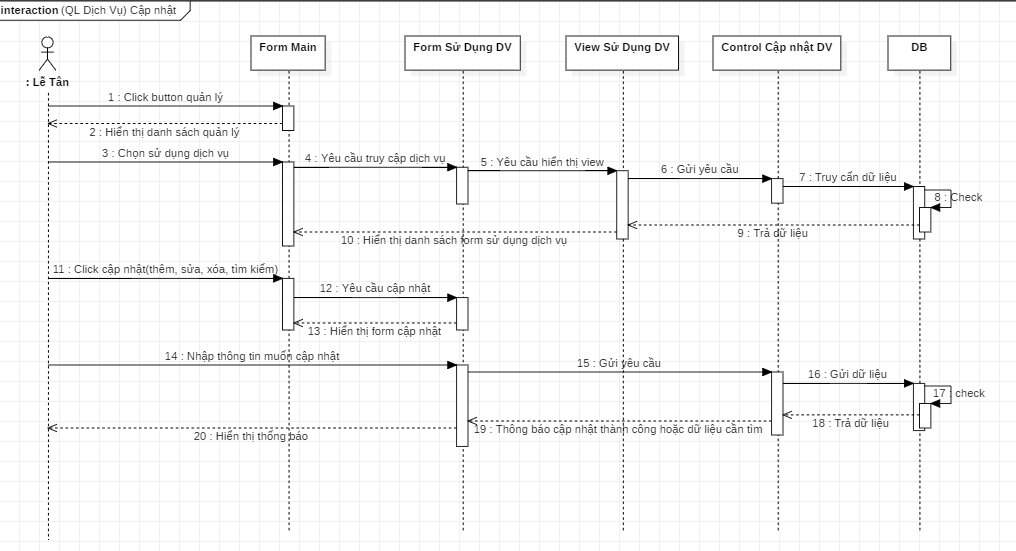 interaction (QL Dịch Vụ) Cập nhật
: Lễ Tân
Form Main
Form Sử Dụng DV
View Sử Dụng DV
Control Cập nhật DV
DB
1 : Click button quản lý
2 : Hiển thị danh sách quản lý
3 : Chọn sử dụng dịch vụ
4 : Yêu cầu truy cập dịch vụ
5 : Yêu cầu hiển thị view
6 : Gửi yêu cầu
7 : Truy cấn dữ liệu
8 : Check
9 : Trả dữ liệu
10 : Hiển thị danh sách form sử dụng dịch vụ
11 : Click cập nhật(thêm, sửa, xóa, tìm kiếm)
12 : Yêu cầu cập nhật
13 : Hiển thị form cập nhật
14 : Nhập thông tin muốn cập nhật
15 : Gửi yêu cầu
16 : Gửi dữ liệu
17 : check
18 : Trả dữ liệu
19 : Thông báo cập nhật thành công hoặc dữ liệu cần tìm
20 : Hiển thị thông báo